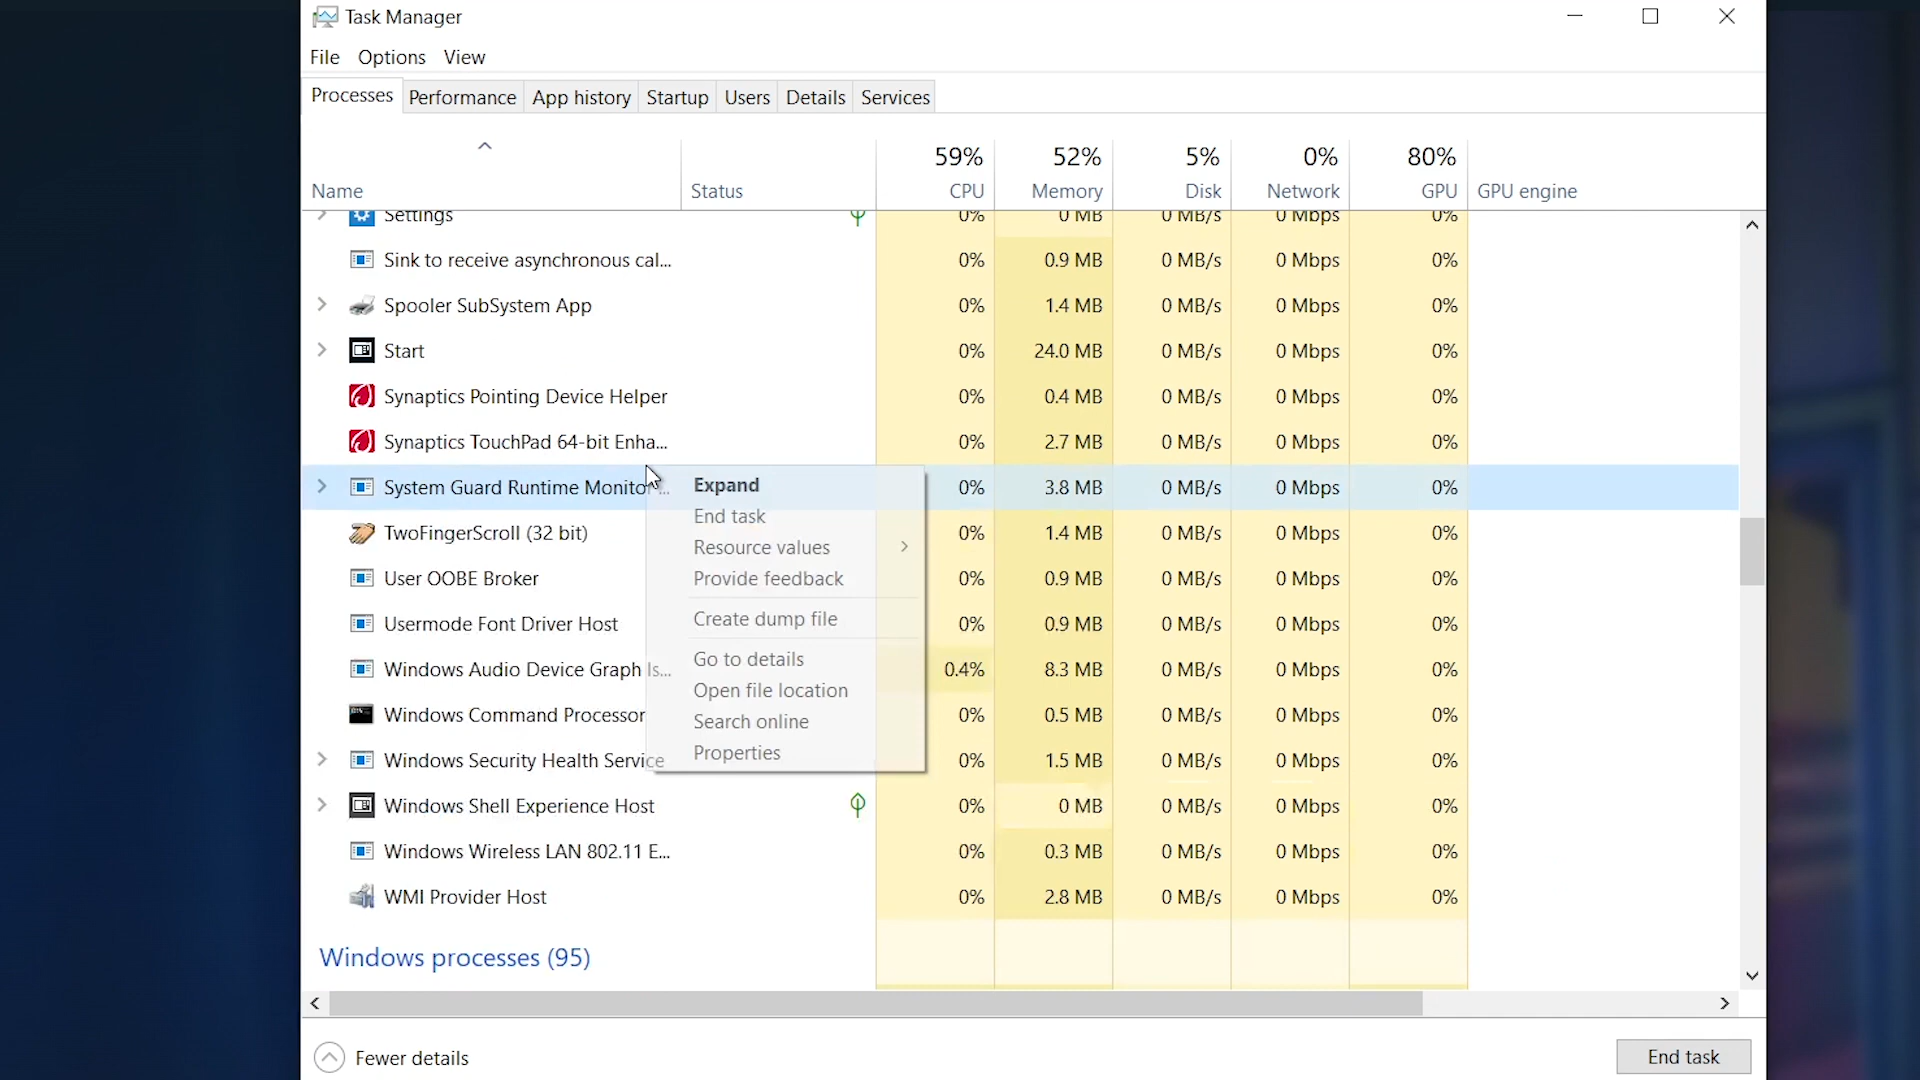 Task Manager
File Options View
Processes Performance App history Startup Users Details Services
59% 52% 5% 0% 80%
Name Status CPU Memory Disk Network GPU GPU engine
Settings 0% 0 MB 0 MB/s 0 Mbps 0%
Sink to receive asynchronous cal... 0% 0.9 MB 0 MB/s 0 Mbps 0%
Spooler SubSystem App 0% 1.4 MB 0 MB/s 0 Mbps 0%
Start 0% 24.0 MB 0 MB/s 0 Mbps 0%
Synaptics Pointing Device Helper 0% 0.4 MB 0 MB/s 0 Mbps 0%
Synaptics TouchPad 64-bit Enha... 0% 2.7 MB 0 MB/s 0 Mbps 0%
System Guard Runtime Monitor ... 0% 3.8 MB 0 MB/s 0 Mbps 0%
TwoFingerScroll (32 bit) 0% 1.4 MB 0 MB/s 0 Mbps 0%
User OOBE Broker 0% 0.9 MB 0 MB/s 0 Mbps 0%
Usermode Font Driver Host 0% 0.9 MB 0 MB/s 0 Mbps 0%
Windows Audio Device Graph Is... 0.4% 8.3 MB 0 MB/s 0 Mbps 0%
Windows Command Processor 0% 0.5 MB 0 MB/s 0 Mbps 0%
Windows Security Health Service 0% 1.5 MB 0 MB/s 0 Mbps 0%
Windows Shell Experience Host 0% 0 MB 0 MB/s 0 Mbps 0%
Windows Wireless LAN 802.11 E... 0% 0.3 MB 0 MB/s 0 Mbps 0%
WMI Provider Host 0% 2.8 MB 0 MB/s 0 Mbps 0%
Windows processes (95)
Expand
End task
Resource values
Provide feedback
Create dump file
Go to details
Open file location
Search online
Properties
Fewer details
End task